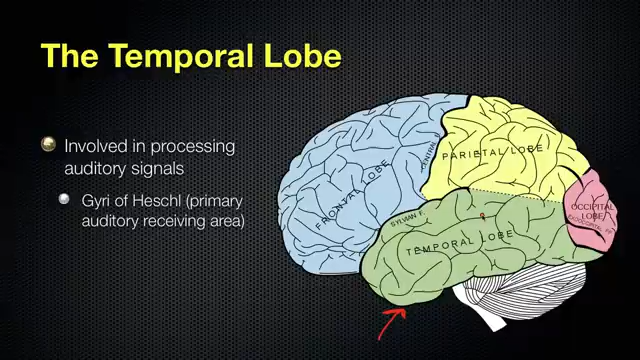 The Temporal Lobe
Involved in processing
auditory signals
Gyri of Heschl (primary
auditory receiving area)
FRONTAL LOBE
PARIETAL LOBE
OCCIPITAL
LOBE
SYLVIAN F.
TEMPORAL LOBE